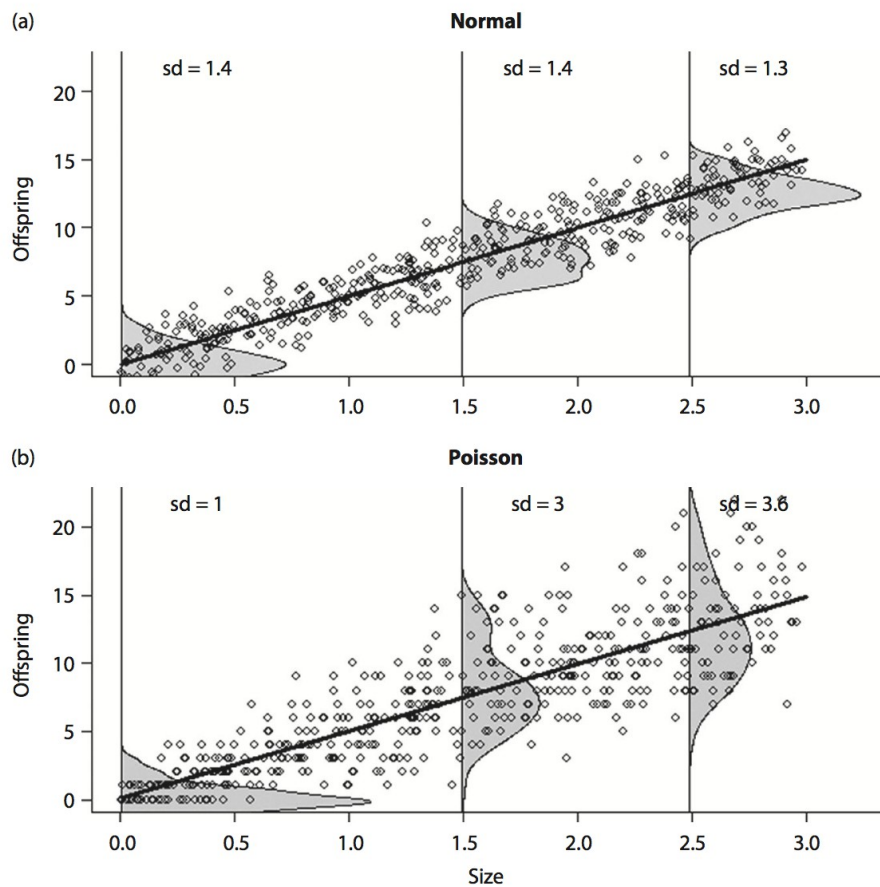 (a) Normal
sd = 1.4 sd = 1.4 sd = 1.3
20
15
10
5
0
Offspring
0.0 0.5 1.0 1.5 2.0 2.5 3.0
(b) Poisson
sd = 1 sd = 3 sd = 3.6
20
15
10
5
0
Offspring
0.0 0.5 1.0 1.5 2.0 2.5 3.0
Size